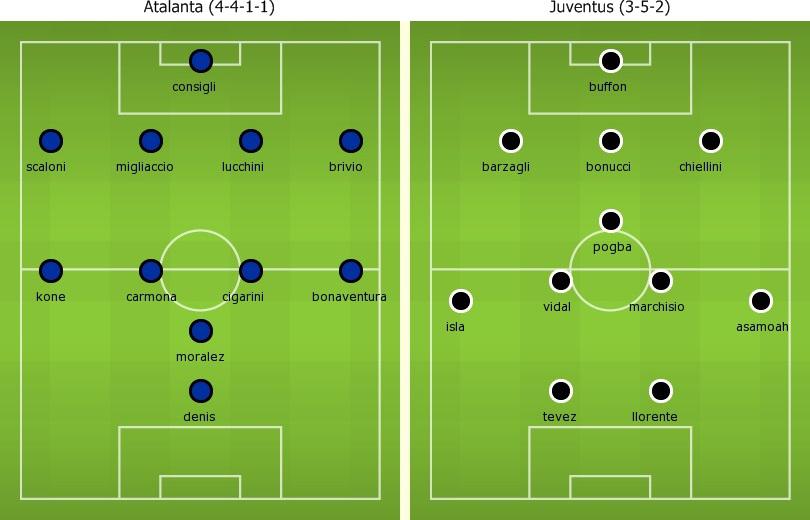 Atalanta (4-4-1-1)
consigli
scaloni migliaccio lucchini brivio
kone carmona cigarini bonaventura
moralez
denis
Juventus (3-5-2)
buffon
barzagli bonucci chiellini
pogba
vidal marchisio
isla asamoah
tevez llorente